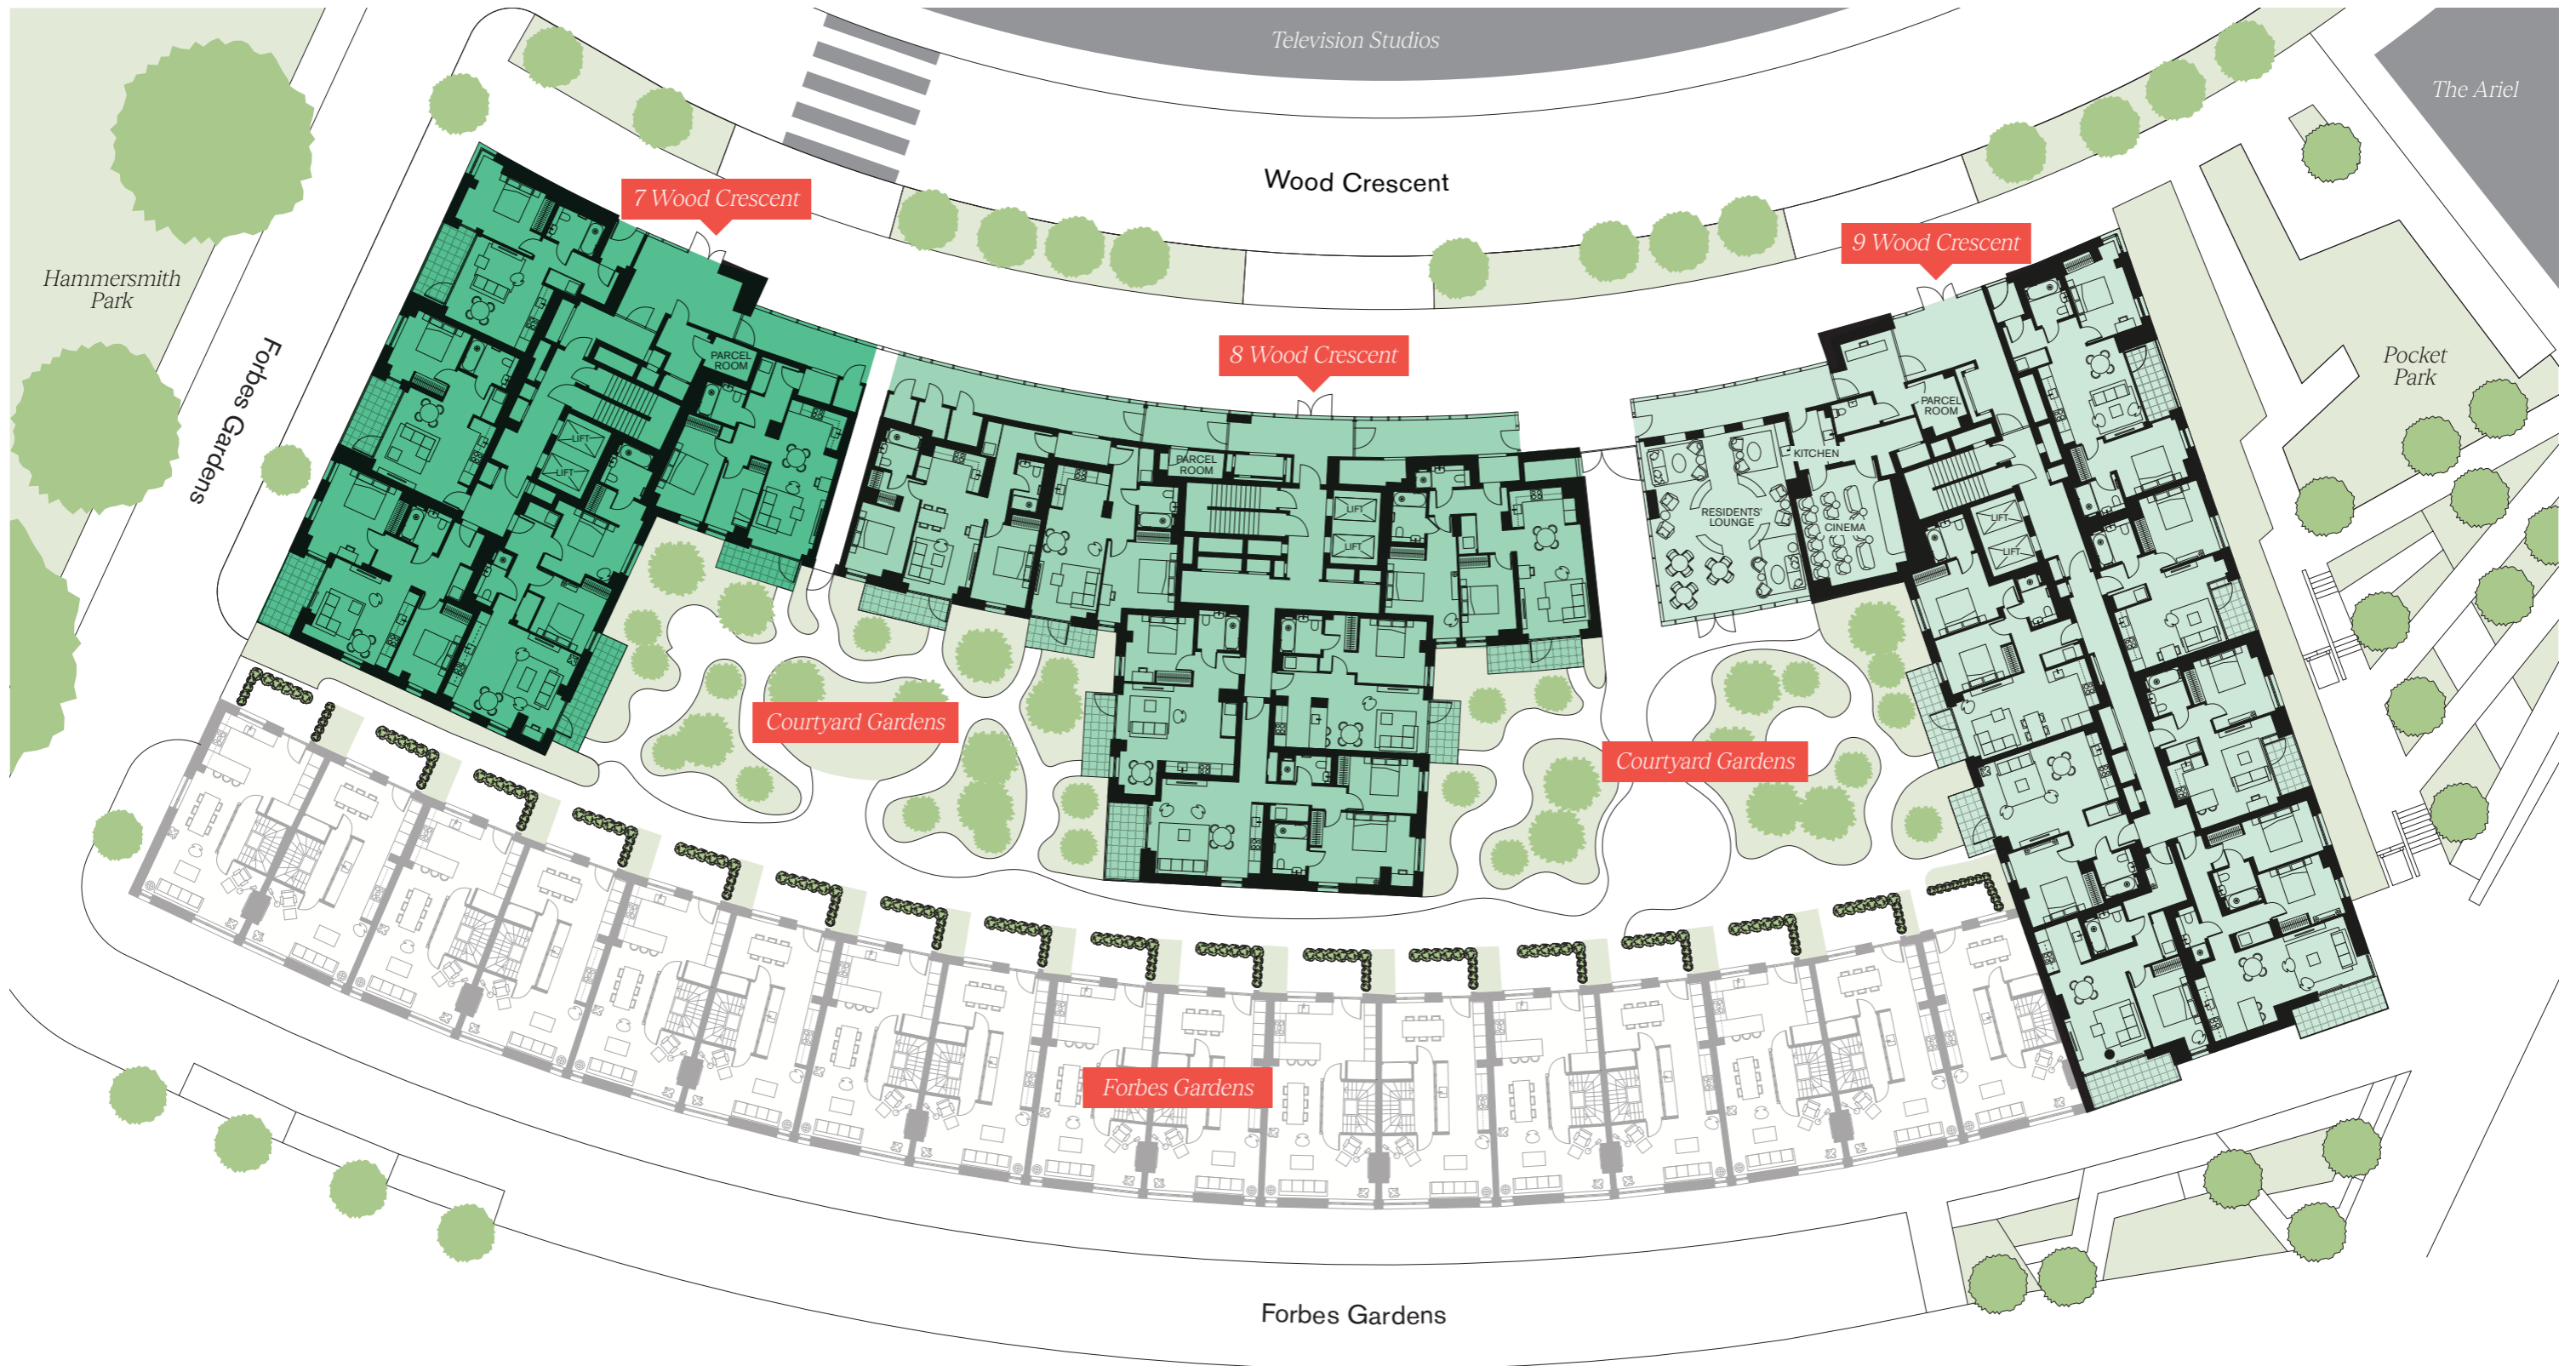 Television Studios
The Ariel
Wood Crescent
7 Wood Crescent
9 Wood Crescent
Hammersmith
Park
8 Wood Crescent
Forbes Gardens
PARCEL
ROOM
Pocket
Park
PARCEL
ROOM
LIFT
LIFT
KITCHEN
PARCEL
ROOM
LIFT
LIFT
RESIDENTS'
LOUNGE
CINEMA
LIFT
LIFT
Courtyard Gardens
Courtyard Gardens
Forbes Gardens
Forbes Gardens